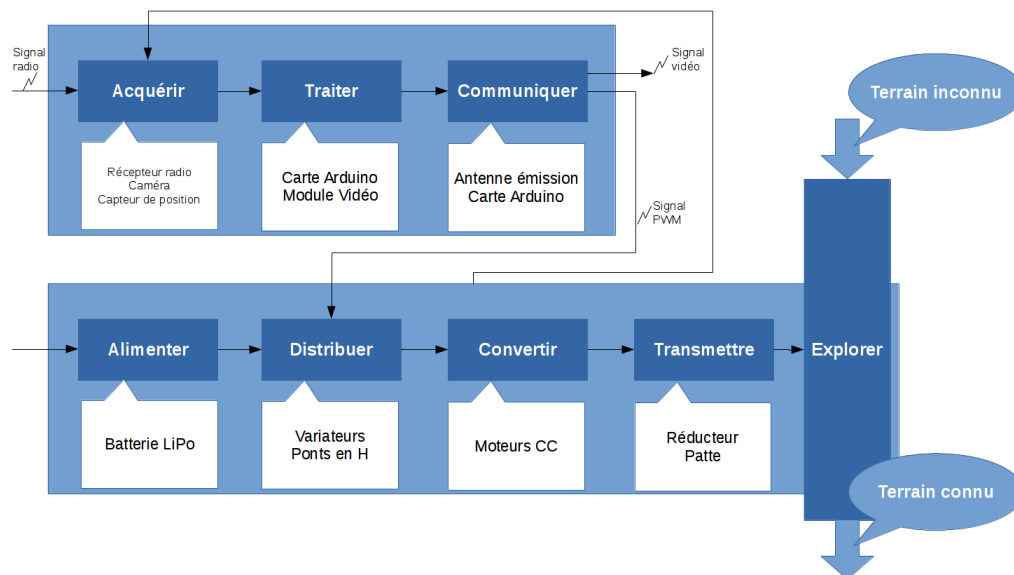 Signal
radio
Acquérir
Traiter
Communiquer
Signal
vidéo
Terrain inconnu
Récepteur radio
Caméra
Capteur de position
Carte Arduino
Module Vidéo
Antenne émission
Carte Arduino
Signal
PWM
Alimenter
Distribuer
Convertir
Transmettre
Explorer
Batterie LiPo
Variateurs
Ponts en H
Moteurs CC
Réducteur
Patte
Terrain connu